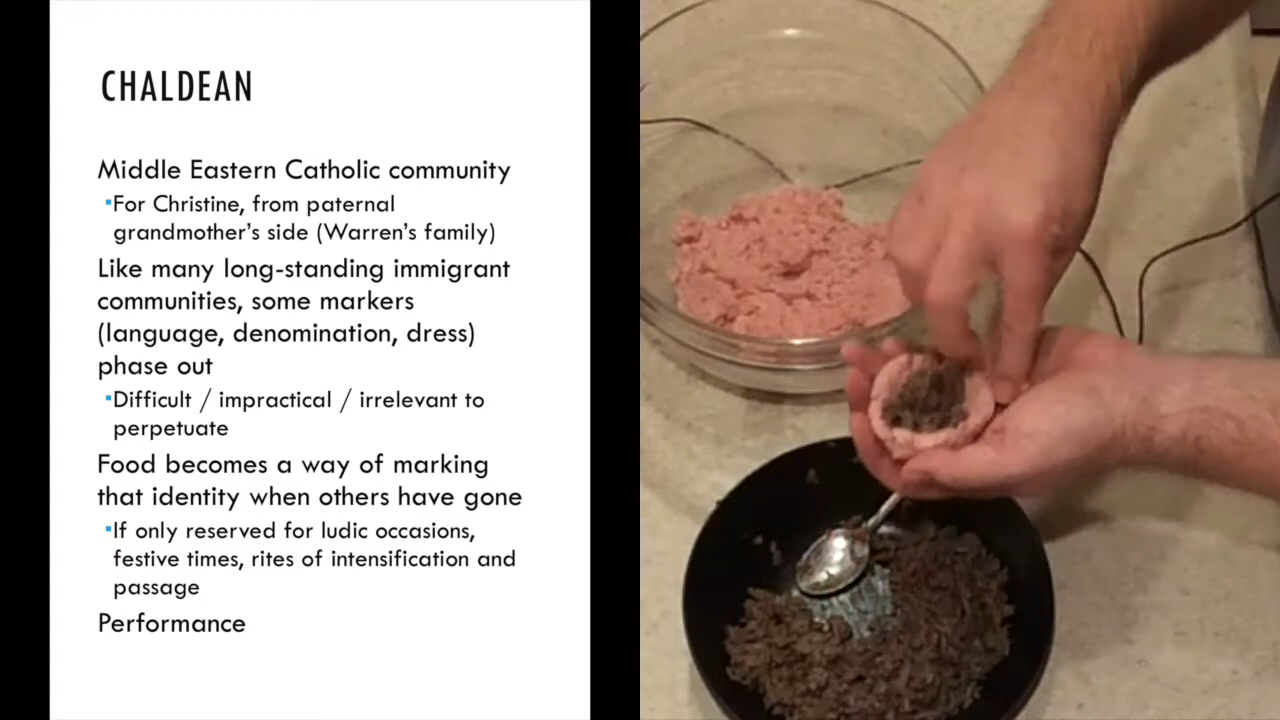 CHALDEAN
Middle Eastern Catholic community
▪For Christine, from paternal
grandmother's side (Warren's family)
Like many long-standing immigrant
communities, some markers
(language, denomination, dress)
phase out
▪Difficult / impractical / irrelevant to
perpetuate
Food becomes a way of marking
that identity when others have gone
▪If only reserved for ludic occasions,
festive times, rites of intensification and
passage
Performance